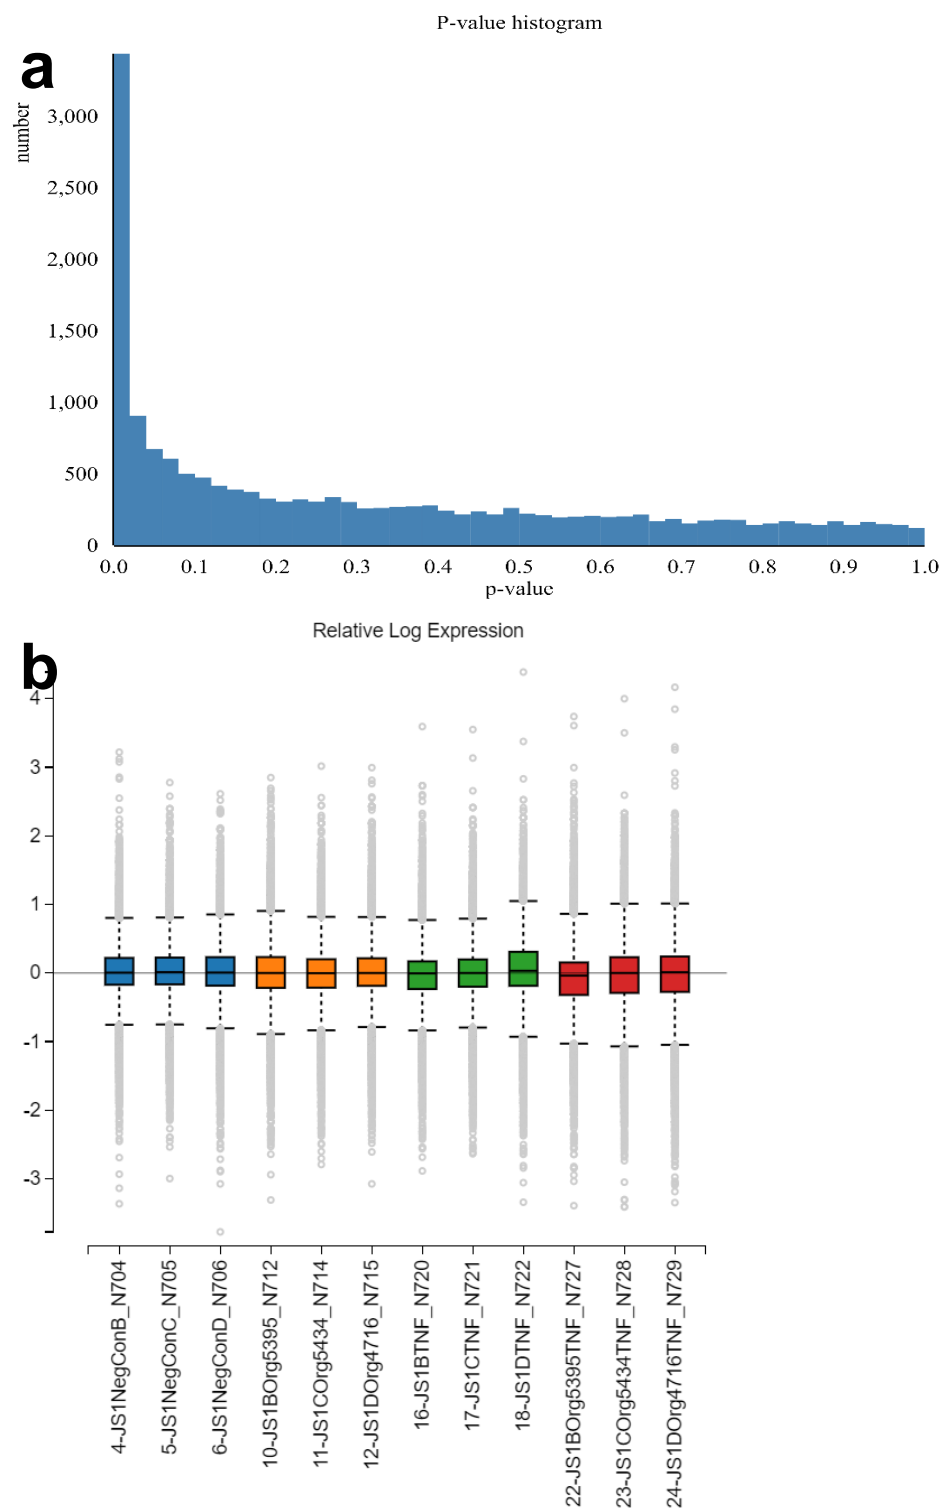 P-value histogram
a
number
3,000
2,500
2,000
1,500
1,000
500
0
0.0 0.1 0.2 0.3 0.4 0.5 0.6 0.7 0.8 0.9 1.0
p-value
Relative Log Expression
b
4
3
2
1
0
-1
-2
-3
4-JS1NegConB_N704
5-JS1NegConC_N705
6-JS1NegConD_N706
10-JS1BOrg5395_N712
11-JS1COrg5434_N714
12-JS1DOrg4716_N715
16-JS1BTNF_N720
17-JS1CTNF_N721
18-JS1DTNF_N722
22-JS1BOrg5395TNF_N727
23-JS1COrg5434TNF_N728
24-JS1DOrg4716TNF_N729